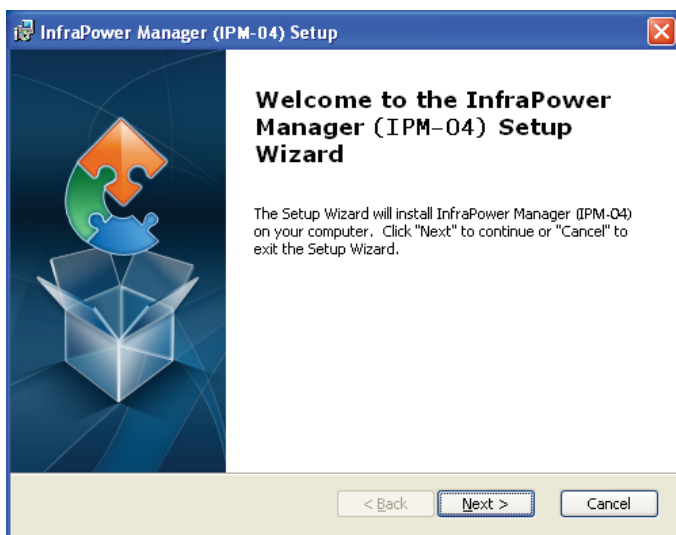 InfraPower Manager (IPM-04) Setup
Welcome to the InfraPower
Manager (IPM-04) Setup
Wizard
The Setup Wizard will install InfraPower Manager (IPM-04)
on your computer. Click "Next" to continue or "Cancel" to
exit the Setup Wizard.
< Back
Next >
Cancel